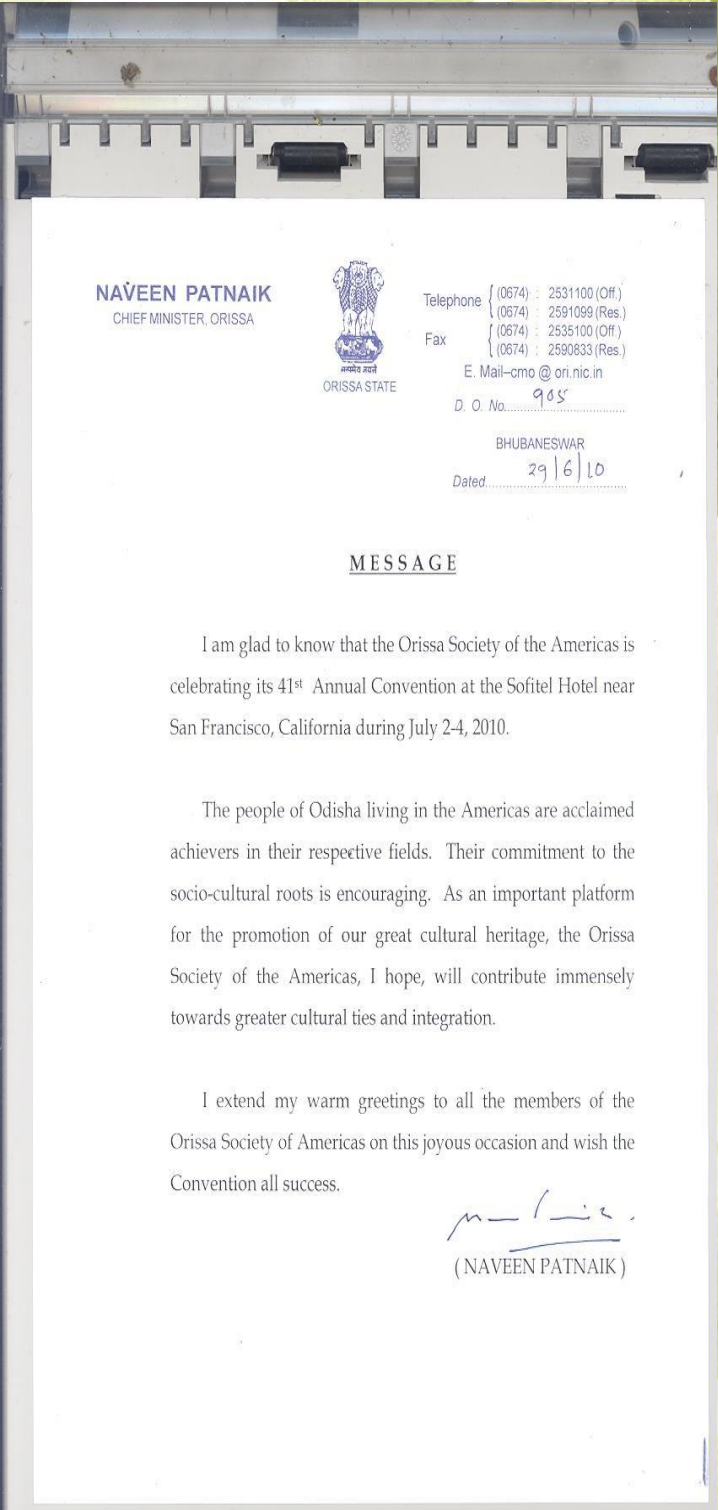 NAVEEN PATNAIK
CHIEF MINISTER, ORISSA
सत्यमेव जयते
ORISSA STATE
Telephone { (0674) : 2531100 (Off.)
(0674) : 2591099 (Res.)
Fax { (0674) : 2535100 (Off.)
(0674) : 2590833 (Res.)
E. Mail–cmo @ ori.nic.in
D. O. No. 905
BHUBANESWAR
Dated 29/6/10
MESSAGE
I am glad to know that the Orissa Society of the Americas is
celebrating its 41st Annual Convention at the Sofitel Hotel near
San Francisco, California during July 2-4, 2010.
The people of Odisha living in the Americas are acclaimed
achievers in their respective fields. Their commitment to the
socio-cultural roots is encouraging. As an important platform
for the promotion of our great cultural heritage, the Orissa
Society of the Americas, I hope, will contribute immensely
towards greater cultural ties and integration.
I extend my warm greetings to all the members of the
Orissa Society of Americas on this joyous occasion and wish the
Convention all success.
( NAVEEN PATNAIK )